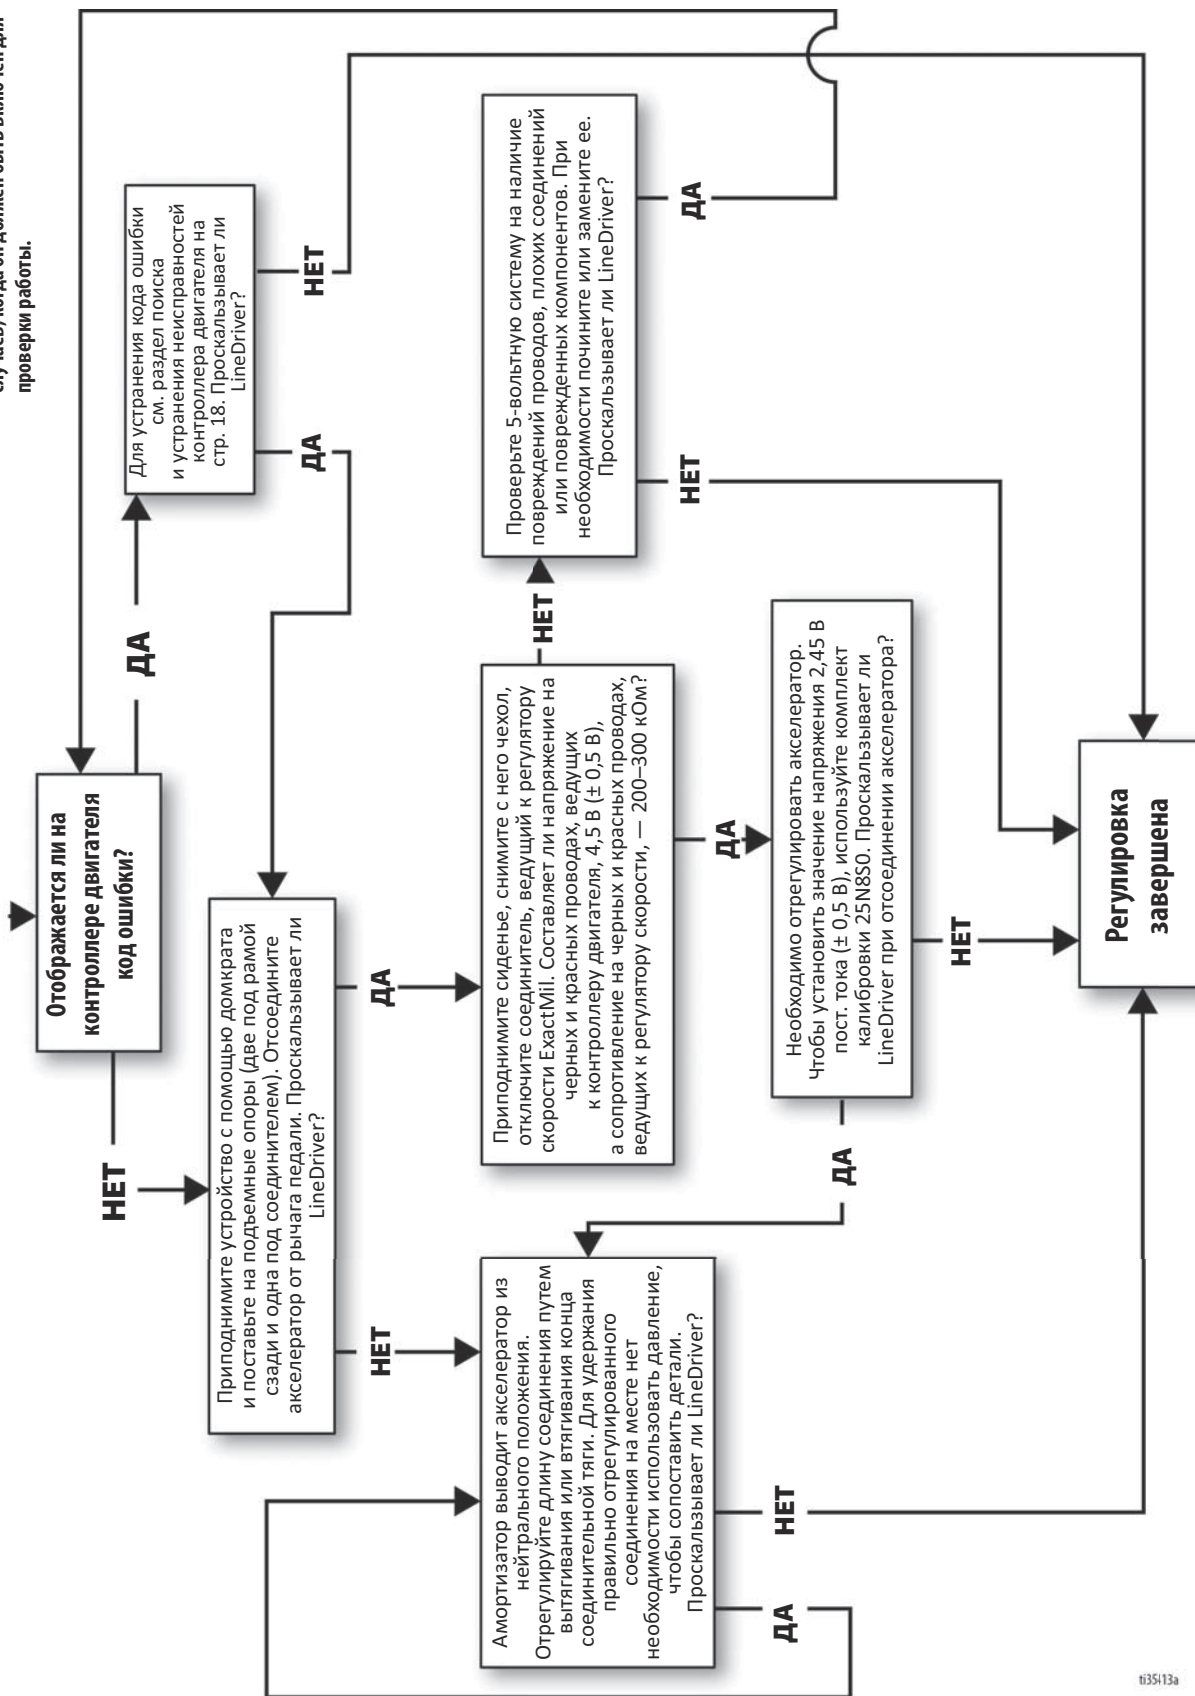 проверки работы.
Отображается ли на
контроллере двигателя
код ошибки?
ДА
НЕТ
Для устранения кода ошибки
см. раздел поиска
и устранения неисправностей
контроллера двигателя на
стр. 18. Проскальзывает ли
LineDriver?
ДА
НЕТ
Приподнимите устройство с помощью домкрата
и поставьте на подъемные опоры (две под рамой
сзади и одна под соединителем). Отсоедините
акселератор от рычага педали. Проскальзывает ли
LineDriver?
НЕТ
ДА
Амортизатор выводит акселератор из
нейтрального положения.
Отрегулируйте длину соединения путем
вытягивания или втягивания конца
соединительной тяги. Для удержания
правильно отрегулированного
соединения на месте нет
необходимости использовать давление,
чтобы сопоставить детали.
Проскальзывает ли LineDriver?
ДА
НЕТ
Приподнимите сиденье, снимите с него чехол,
отключите соединитель, ведущий к регулятору
скорости ExactMil. Составляет ли напряжение на
черных и красных проводах, ведущих
к контроллеру двигателя, 4,5 В (± 0,5 В),
а сопротивление на черных и красных проводах,
ведущих к регулятору скорости, — 200–300 кОм?
НЕТ
ДА
Проверьте 5-вольтную систему на наличие
повреждений проводов, плохих соединений
или поврежденных компонентов. При
необходимости почините или замените ее.
Проскальзывает ли LineDriver?
НЕТ
ДА
Необходимо отрегулировать акселератор.
Чтобы установить значение напряжения 2,45 В
пост. тока (± 0,5 В), используйте комплект
калибровки 25N8S0. Проскальзывает ли
LineDriver при отсоединении акселератора?
ДА
НЕТ
Регулировка
завершена
ti35413a